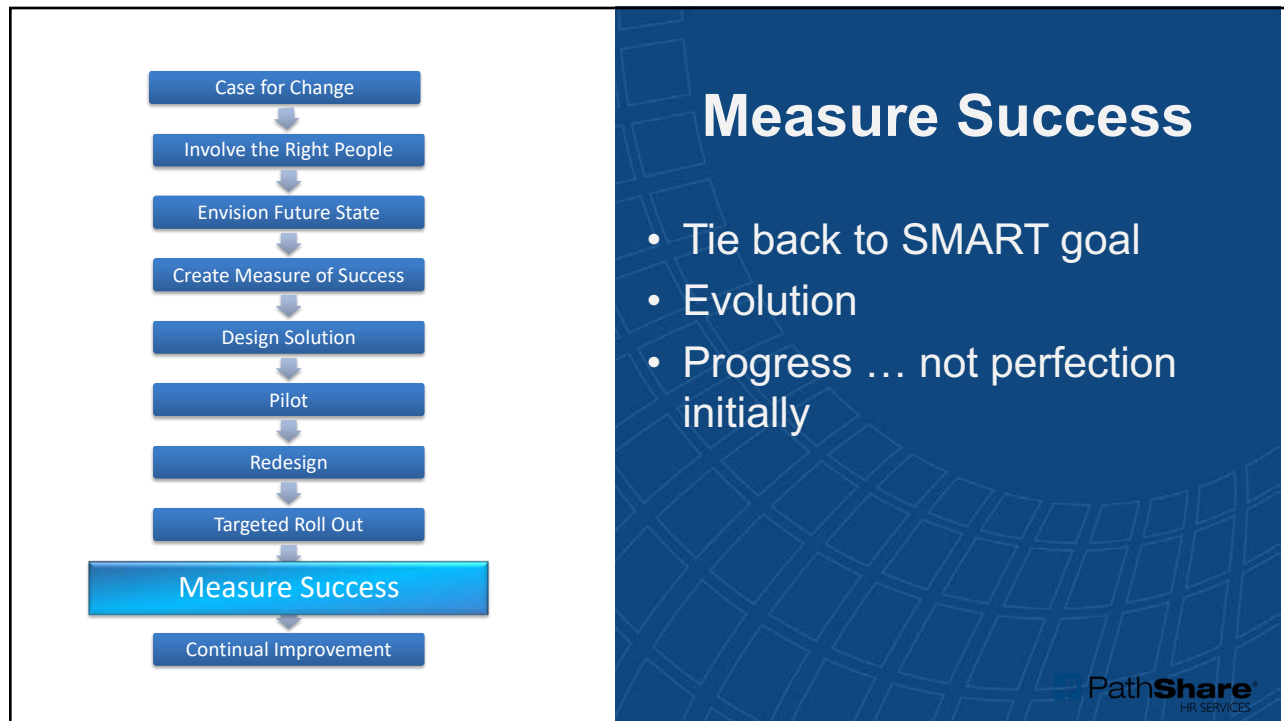 Case for Change
Involve the Right People
Envision Future State
Create Measure of Success
Design Solution
Pilot
Redesign
Targeted Roll Out
Measure Success
Continual Improvement
Measure Success
• Tie back to SMART goal
• Evolution
• Progress … not perfection
initially
PathShare®
HR SERVICES